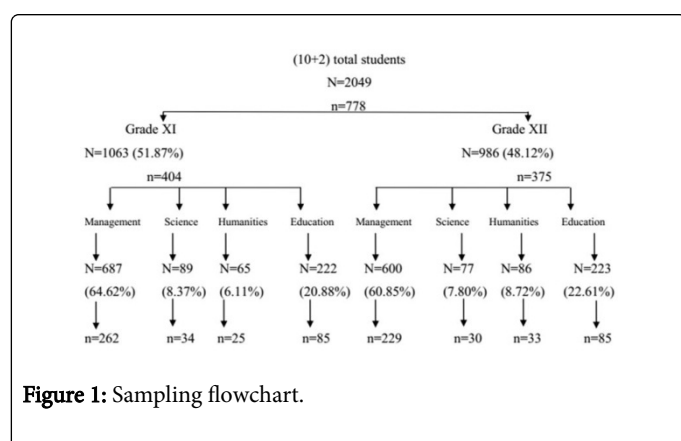 (10+2) total students
N=2049
n=778
Grade XI Grade XII
N=1063 (51.87%) N=986 (48.12%)
n=404 n=375
Management Science Humanities Education Management Science Humanities Education
N=687 N=89 N=65 N=222 N=600 N=77 N=86 N=223
(64.62%) (8.37%) (6.11%) (20.88%) (60.85%) (7.80%) (8.72%) (22.61%)
n=262 n=34 n=25 n=85 n=229 n=30 n=33 n=85
Figure 1: Sampling flowchart.